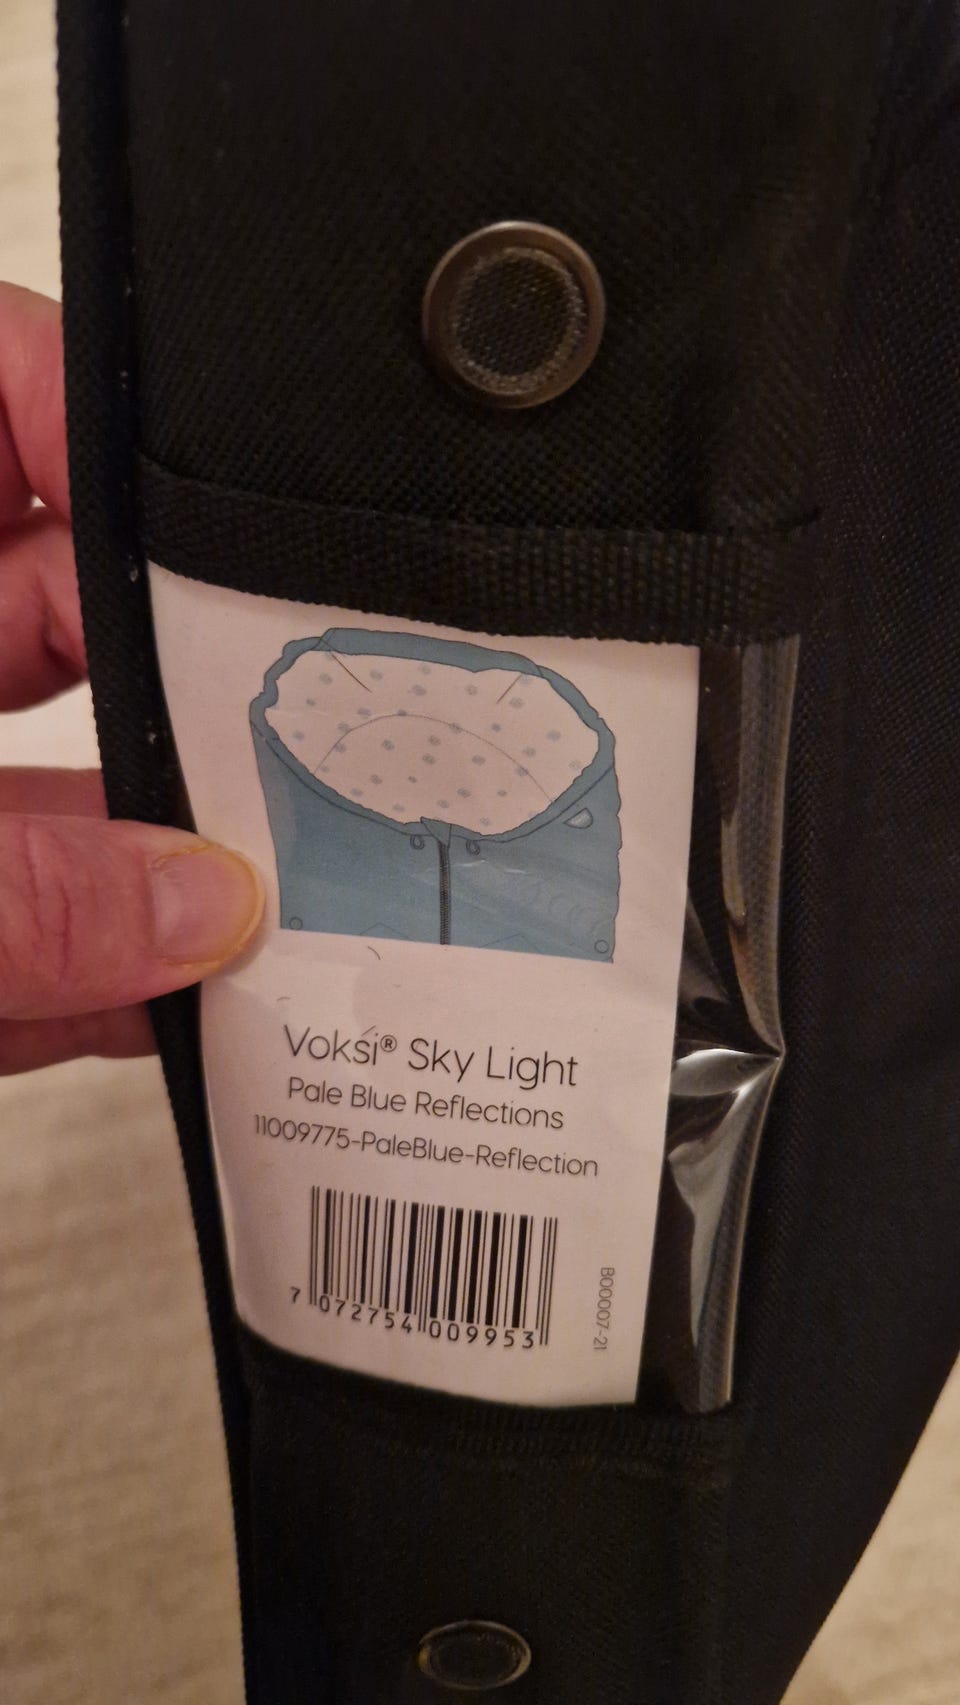 Voksi® Sky Light
Pale Blue Reflections
11009775-PaleBlue-Reflection
7 072754 009953
B00007-21